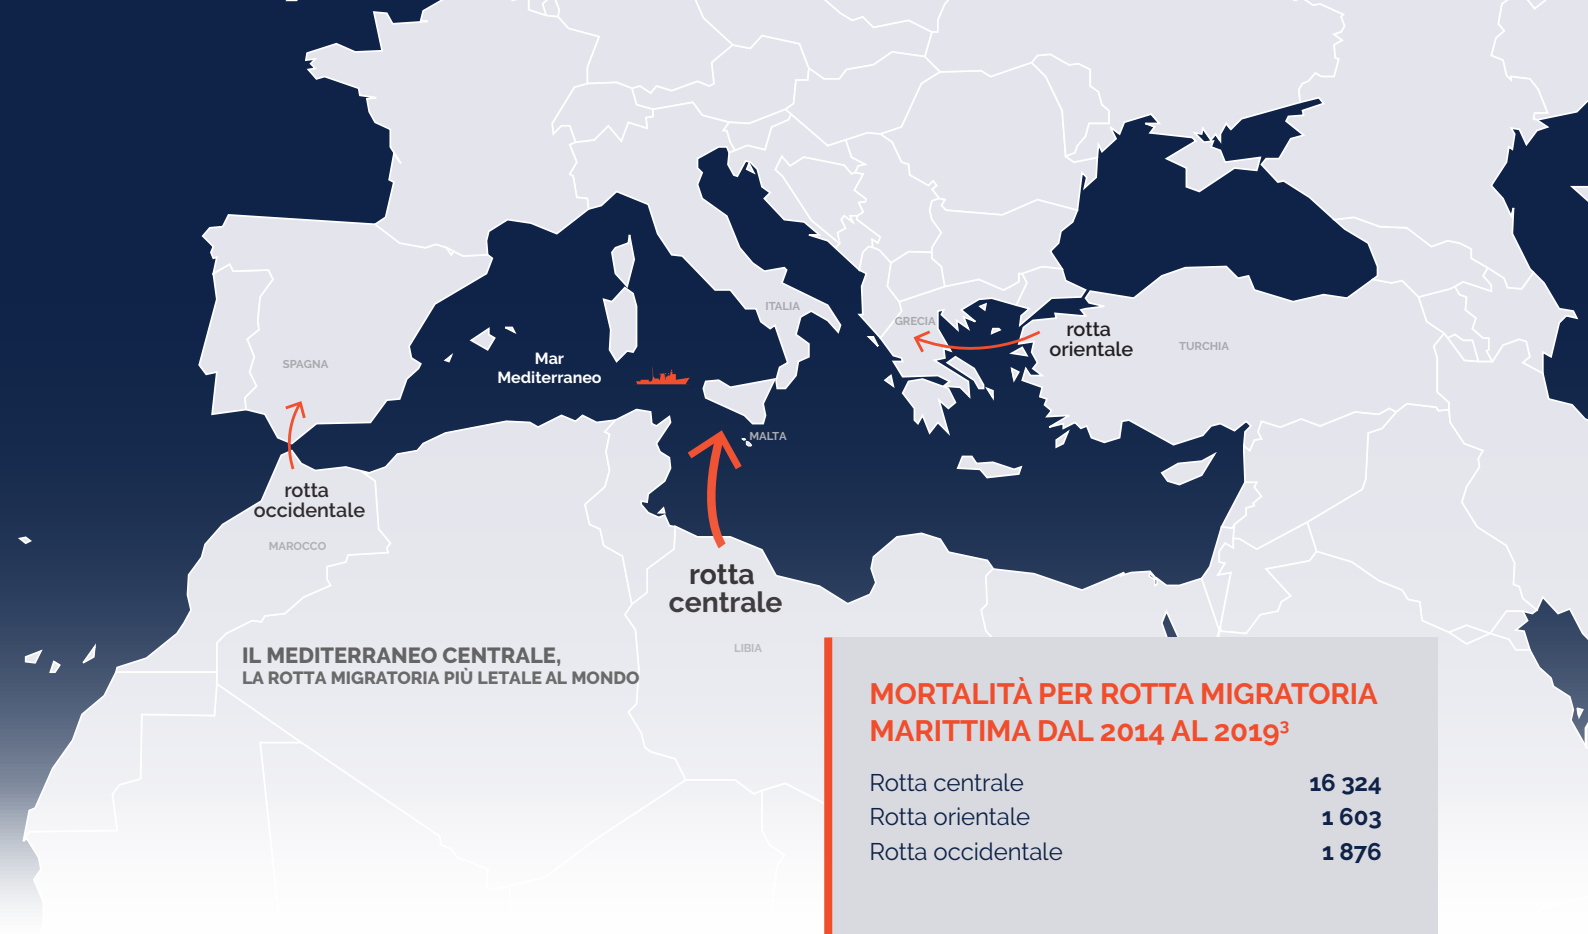 ITALIA
GRECIA
rotta
orientale
TURCHIA
SPAGNA
Mar
Mediterraneo
MALTA
rotta
occidentale
MAROCCO
rotta
centrale
LIBIA
IL MEDITERRANEO CENTRALE,
LA ROTTA MIGRATORIA PIÙ LETALE AL MONDO
MORTALITÀ PER ROTTA MIGRATORIA
MARITTIMA DAL 2014 AL 2019³
Rotta centrale 16 324
Rotta orientale 1 603
Rotta occidentale 1 876